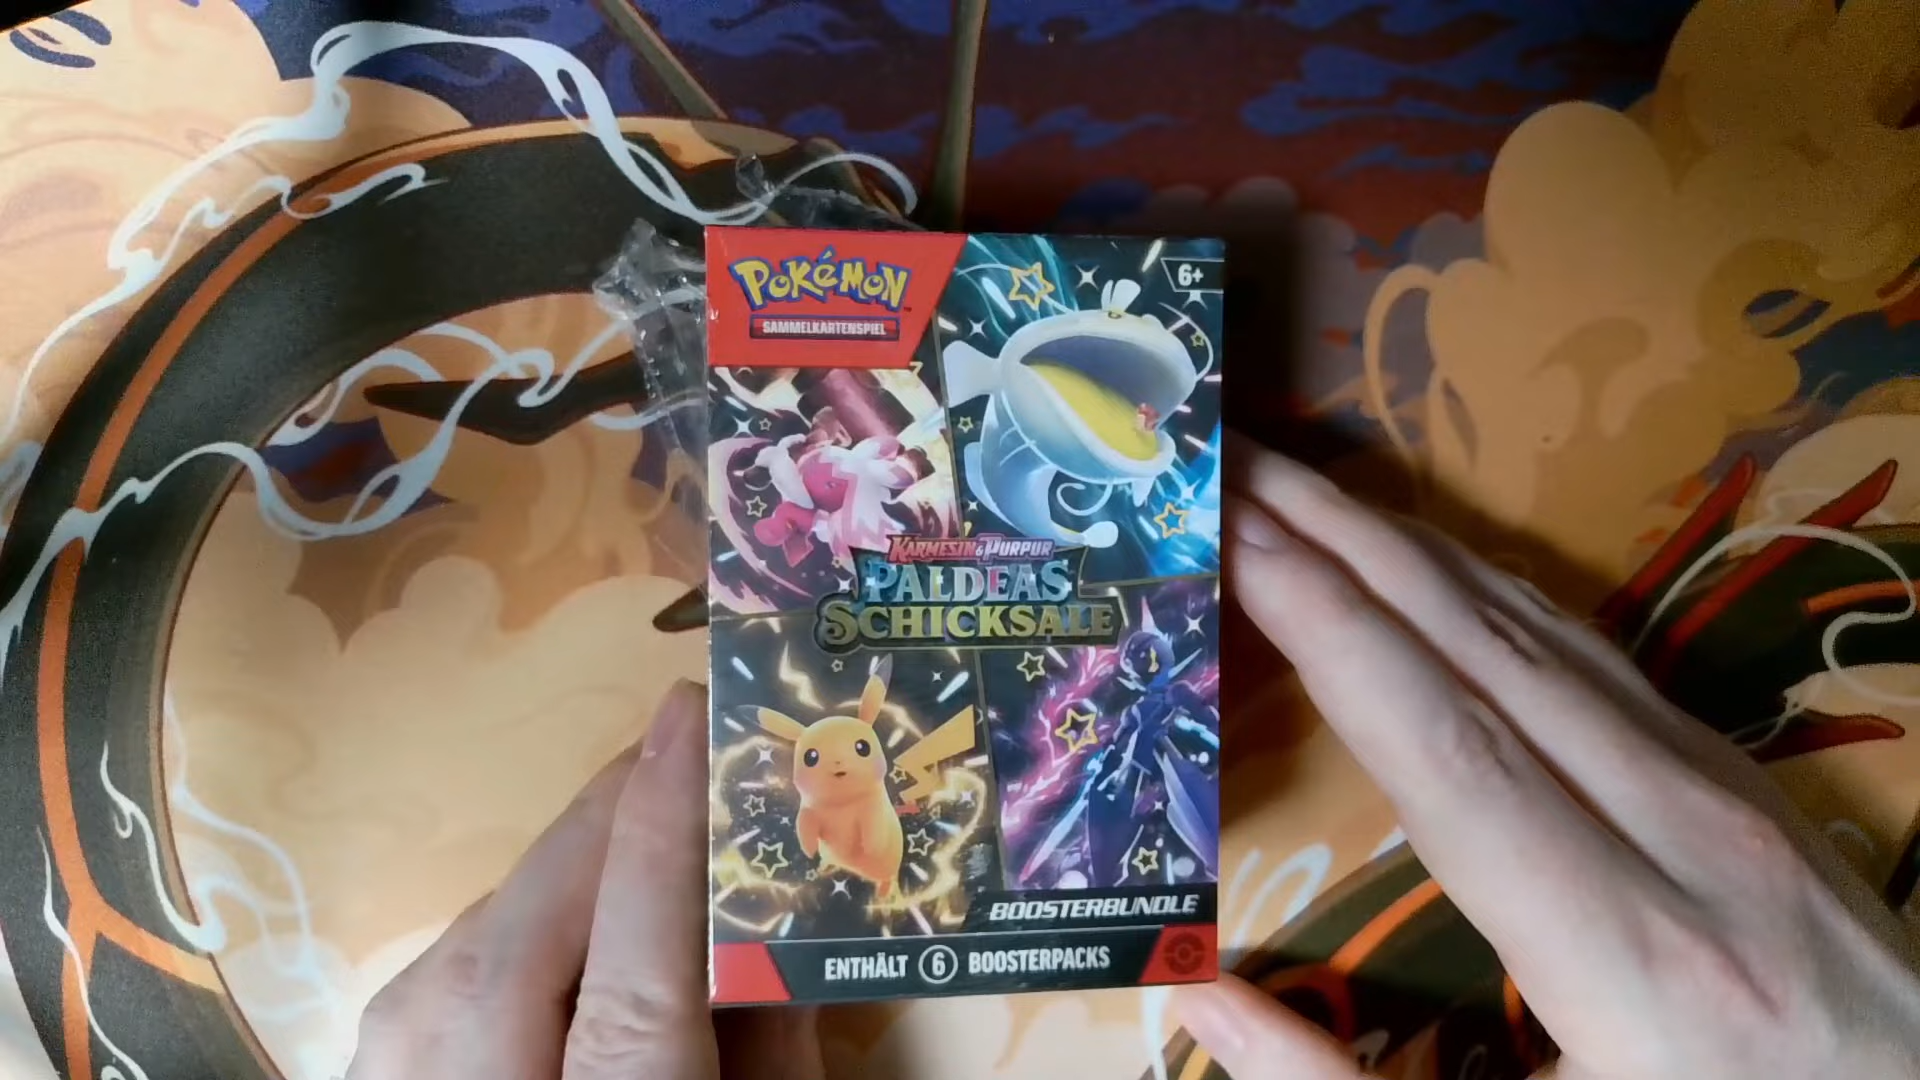 POKÉMON
SAMMELKARTENSPIEL
6+
KARMESIN & PURPUR
PALDEAS
SCHICKSALE
BOOSTERBUNDLE
ENTHÄLT 6 BOOSTERPACKS